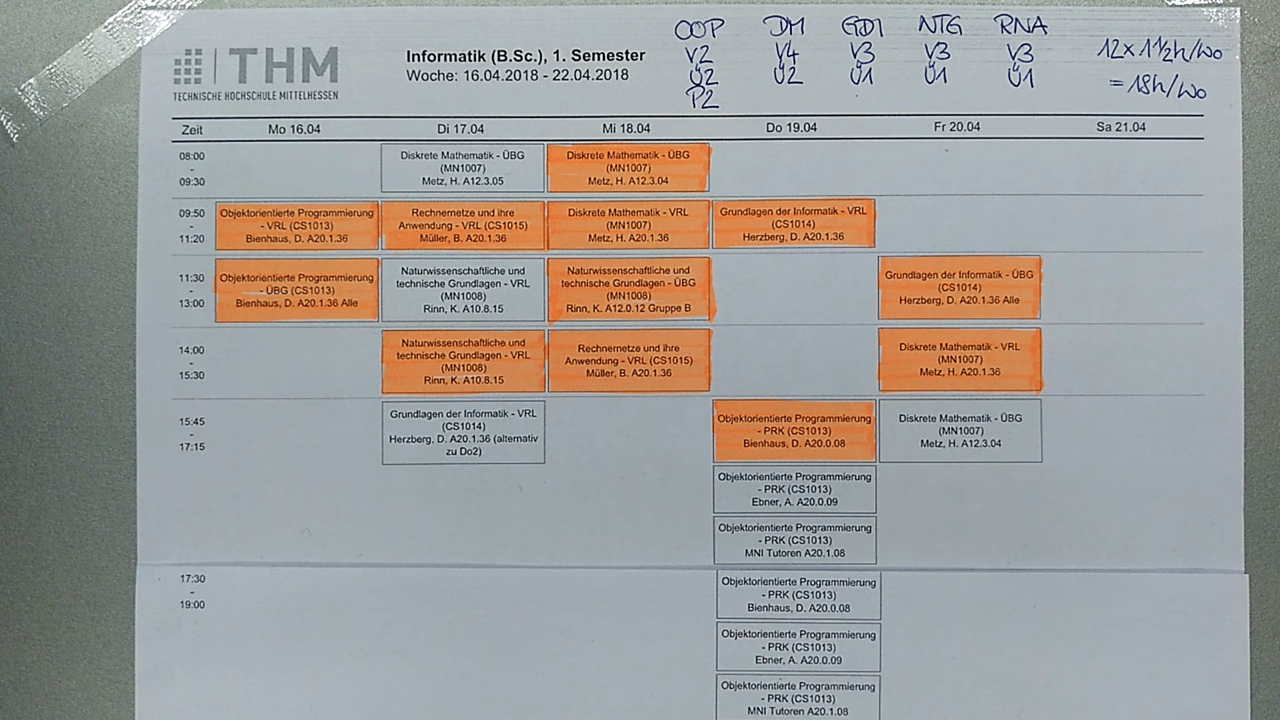 OOP DM GDI NTG RNA
V2 V4 V3 V3 V3 12 x 1 1/2h/Wo
Ü2 Ü2 Ü1 Ü1 Ü1 = 18h/Wo
P2
THM
TECHNISCHE HOCHSCHULE MITTELHESSEN
Informatik (B.Sc.), 1. Semester
Woche: 16.04.2018 - 22.04.2018
Zeit Mo 16.04 Di 17.04 Mi 18.04 Do 19.04 Fr 20.04 Sa 21.04
08:00
-
09:30
Diskrete Mathematik - ÜBG
(MN1007)
Metz, H. A12.3.05
Diskrete Mathematik - ÜBG
(MN1007)
Metz, H. A12.3.04
09:50
-
11:20
Objektorientierte Programmierung
- VRL (CS1013)
Bienhaus, D. A20.1.36
Rechnernetze und ihre
Anwendung - VRL (CS1015)
Müller, B. A20.1.36
Diskrete Mathematik - VRL
(MN1007)
Metz, H. A20.1.36
Grundlagen der Informatik - VRL
(CS1014)
Herzberg, D. A20.1.36
11:30
-
13:00
Objektorientierte Programmierung
- ÜBG (CS1013)
Bienhaus, D. A20.1.36 Alle
Naturwissenschaftliche und
technische Grundlagen - VRL
(MN1008)
Rinn, K. A10.8.15
Naturwissenschaftliche und
technische Grundlagen - ÜBG
(MN1008)
Rinn, K. A12.0.12 Gruppe B
Grundlagen der Informatik - ÜBG
(CS1014)
Herzberg, D. A20.1.36 Alle
14:00
-
15:30
Naturwissenschaftliche und
technische Grundlagen - VRL
(MN1008)
Rinn, K. A10.8.15
Rechnernetze und ihre
Anwendung - VRL (CS1015)
Müller, B. A20.1.36
Diskrete Mathematik - VRL
(MN1007)
Metz, H. A20.1.36
15:45
-
17:15
Grundlagen der Informatik - VRL
(CS1014)
Herzberg, D. A20.1.36 (alternativ
zu Do2)
Objektorientierte Programmierung
- PRK (CS1013)
Bienhaus, D. A20.0.08
Diskrete Mathematik - ÜBG
(MN1007)
Metz, H. A12.3.04
Objektorientierte Programmierung
- PRK (CS1013)
Ebner, A. A20.0.09
Objektorientierte Programmierung
- PRK (CS1013)
MNI Tutoren A20.1.08
17:30
-
19:00
Objektorientierte Programmierung
- PRK (CS1013)
Bienhaus, D. A20.0.08
Objektorientierte Programmierung
- PRK (CS1013)
Ebner, A. A20.0.09
Objektorientierte Programmierung
- PRK (CS1013)
MNI Tutoren A20.1.08